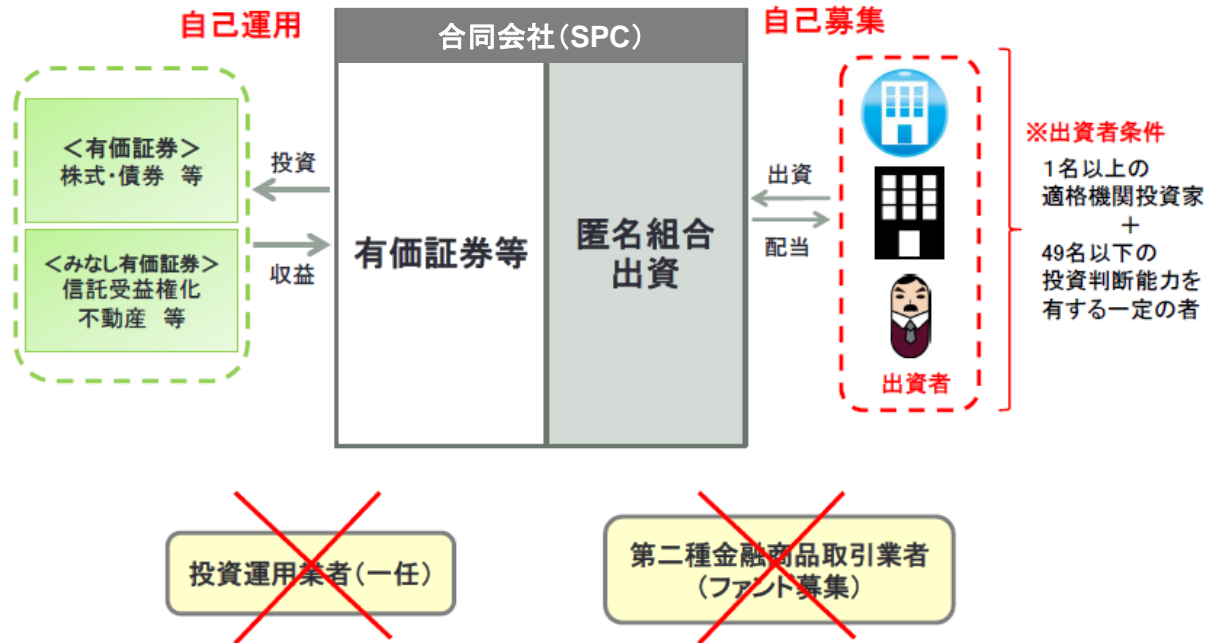 自己運用
合同会社(SPC)
自己募集
<有価証券>
株式・債券 等
<みなし有価証券>
信託受益権化
不動産 等
投資
収益
有価証券等
匿名組合
出資
出資
配当
出資者
※出資者条件
1名以上の
適格機関投資家
+
49名以下の
投資判断能力を
有する一定の者
投資運用業者(一任)
第二種金融商品取引業者
(ファンド募集)